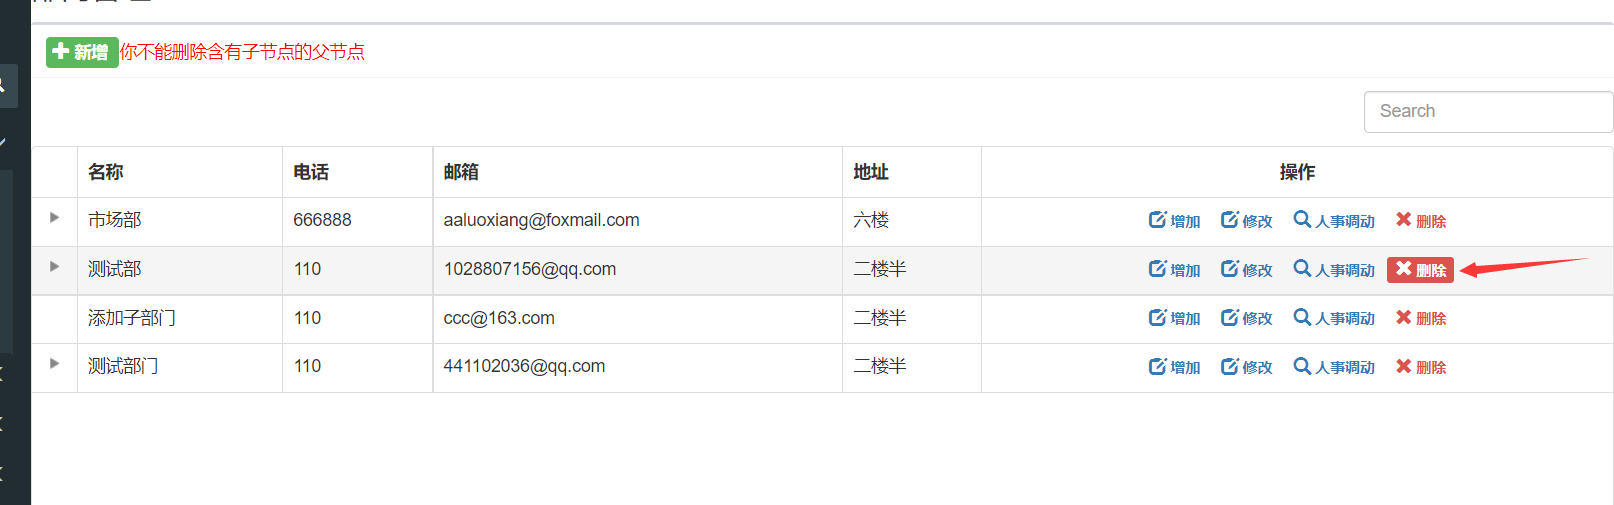 新增你不能删除含有子节点的父节点
Search
名称 电话 邮箱 地址 操作
市场部 666888 aaluoxiang@foxmail.com 六楼 增加 修改 人事调动 删除
测试部 110 1028807156@qq.com 二楼半 增加 修改 人事调动 删除
添加子部门 110 ccc@163.com 二楼半 增加 修改 人事调动 删除
测试部门 110 441102036@qq.com 二楼半 增加 修改 人事调动 删除